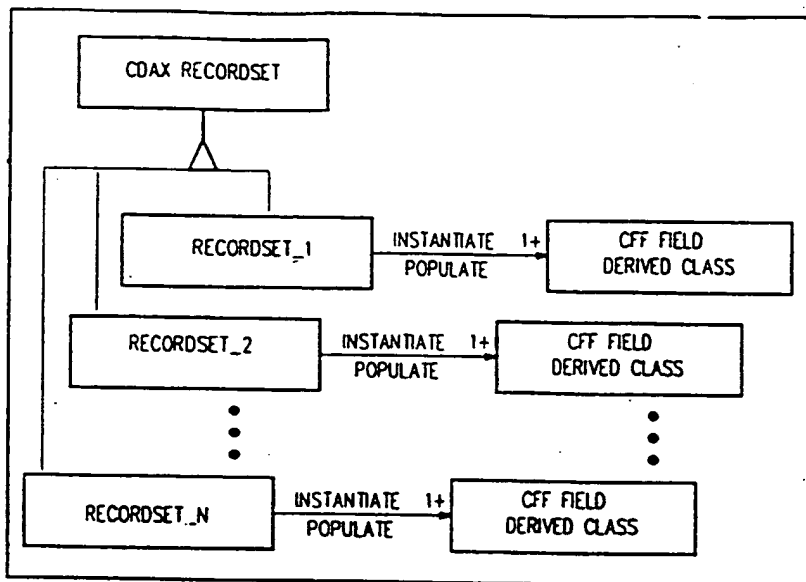 CDAX RECORDSET
RECORDSET_1
INSTANTIATE 1+
POPULATE
CFF FIELD
DERIVED CLASS
RECORDSET_2
INSTANTIATE 1+
POPULATE
CFF FIELD
DERIVED CLASS
RECORDSET_N
INSTANTIATE 1+
POPULATE
CFF FIELD
DERIVED CLASS